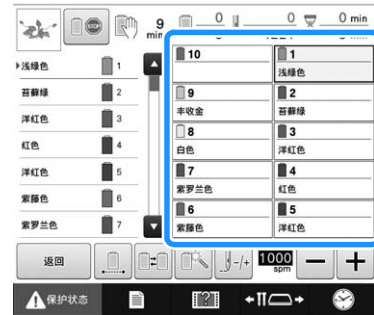 9 min
0
0
0 min
浅绿色 1
苔藓绿 2
洋红色 3
红色 4
洋红色 5
紫藤色 6
紫罗兰色 7
10
1
浅绿色
9
丰收金
2
苔藓绿
8
白色
3
洋红色
7
紫罗兰色
4
红色
6
紫藤色
5
洋红色
返回
-/+
1000 spm
保护状态